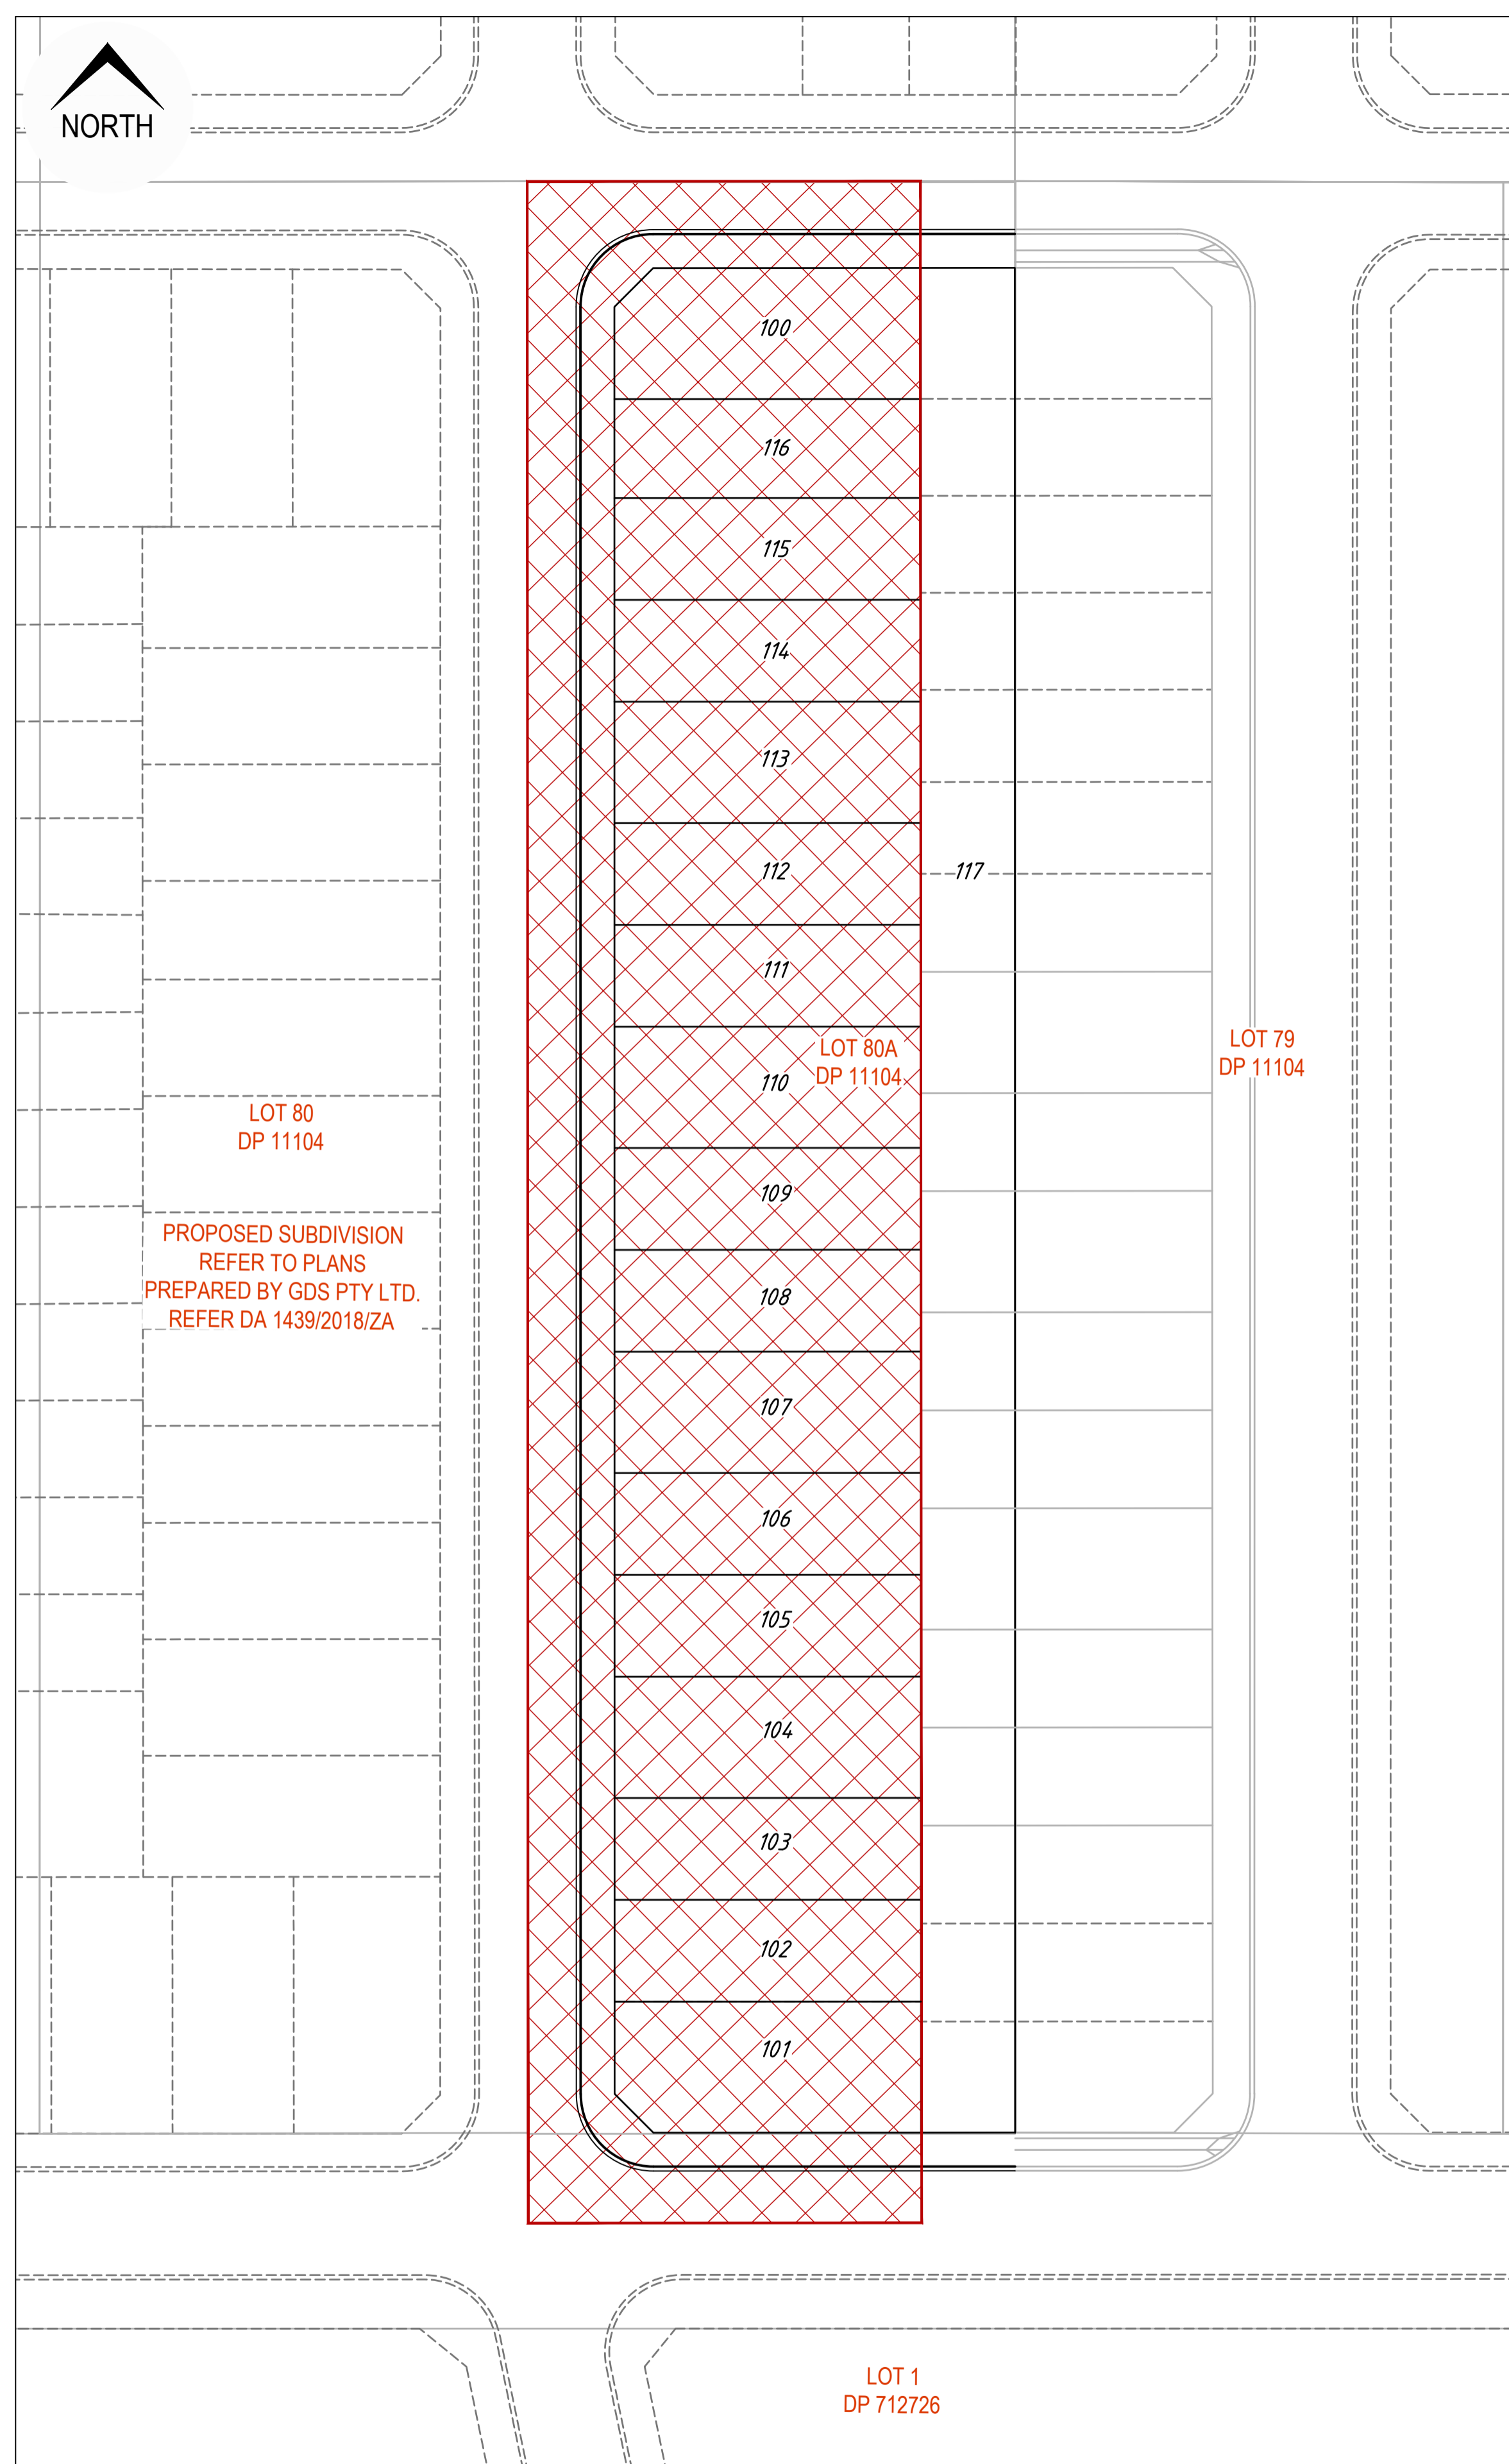 NORTH
100
116
115
114
113
112
117
111
LOT 79
DP 11104
LOT 80A
DP 11104
110
LOT 80
DP 11104
109
PROPOSED SUBDIVISION
REFER TO PLANS
PREPARED BY GDS PTY LTD.
REFER DA 1439/2018/ZA
108
107
106
105
104
103
102
101
LOT 1
DP 712726